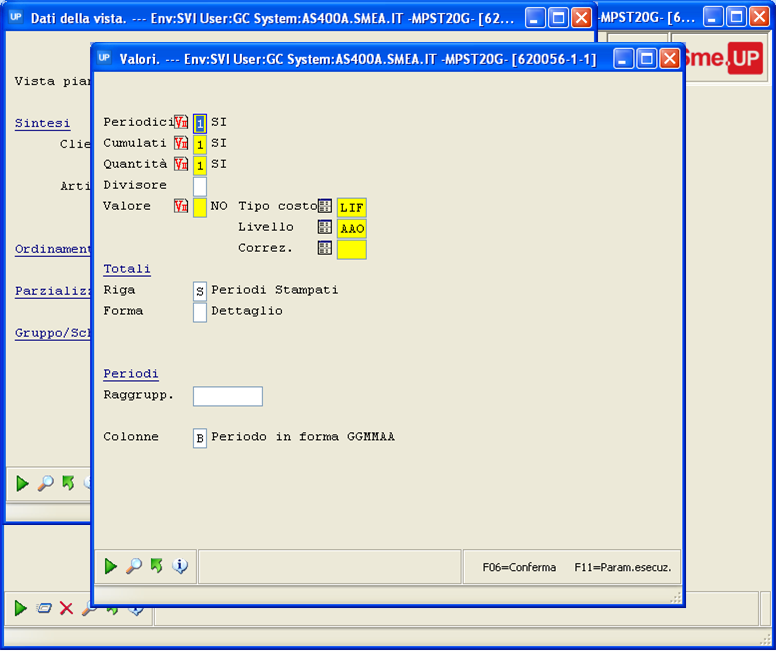 UP Dati della vista. --- Env:SVI User:GC System:AS400A.SMEA.IT -MPST20G- [62...
-MPST20G- [6...
UP Valori. --- Env:SVI User:GC System:AS400A.SMEA.IT -MPST20G- [620056-1-1]
Sme.UP
Vista pian
Sintesi
Clie
Arti
Ordinament
Parzializz
Gruppo/Sch
Periodici 1 SI
Cumulati 1 SI
Quantità 1 SI
Divisore
Valore NO Tipo costo LIF
Livello AAO
Correz.
Totali
Riga S Periodi Stampati
Forma Dettaglio
Periodi
Raggrupp.
Colonne B Periodo in forma GGMMAA
F06=Conferma F11=Param.esecuz.